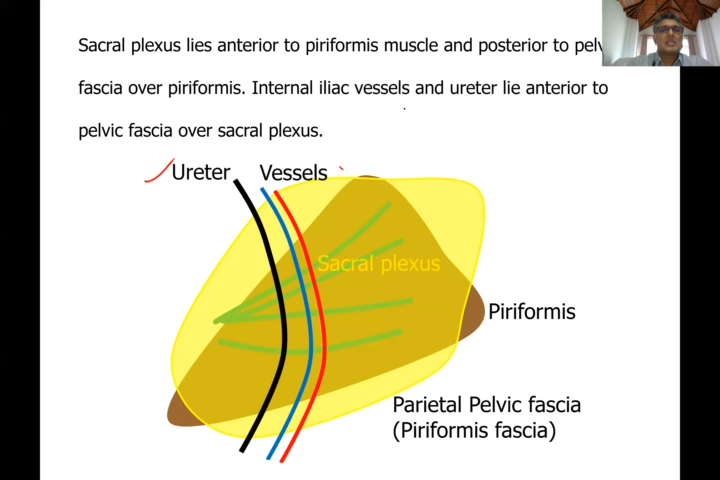 Sacral plexus lies anterior to piriformis muscle and posterior to
fascia over piriformis. Internal iliac vessels and ureter lie anterior to
pelvic fascia over sacral plexus.
Ureter Vessels
Sacral plexus
Piriformis
Parietal Pelvic fascia
(Piriformis fascia)